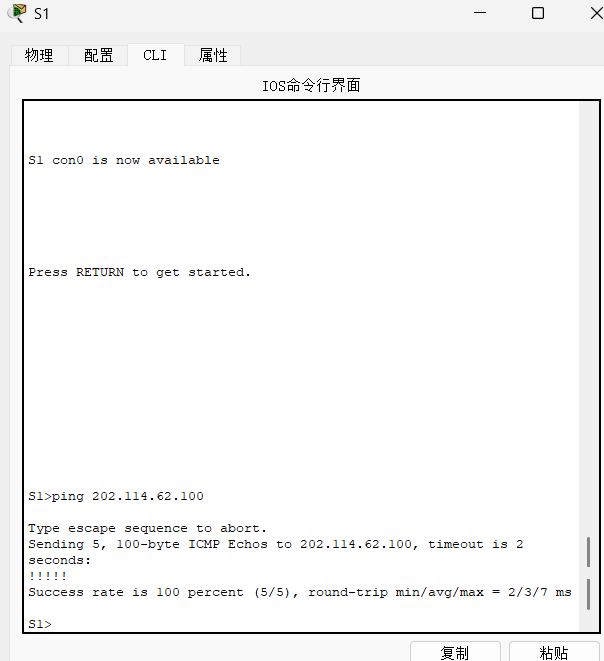 S1
物理 配置 CLI 属性
IOS命令行界面
S1 con0 is now available
Press RETURN to get started.
S1>ping 202.114.62.100
Type escape sequence to abort.
Sending 5, 100-byte ICMP Echos to 202.114.62.100, timeout is 2
seconds:
!!!!!
Success rate is 100 percent (5/5), round-trip min/avg/max = 2/3/7 ms
S1>
复制 粘贴